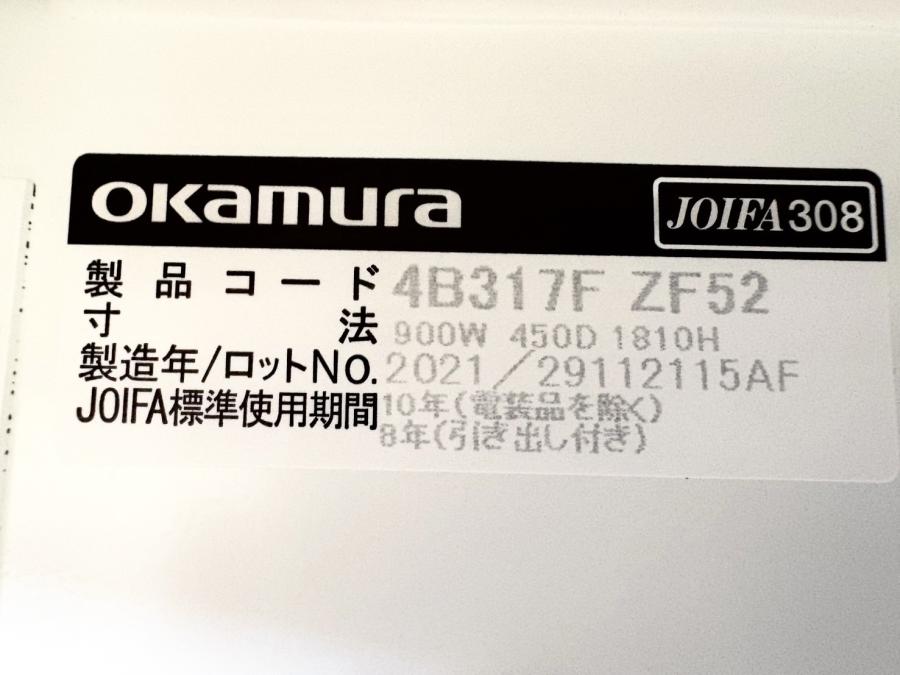 okamura JOIFA308
製品コード 4B317F ZF52
寸法 900W 450D 1810H
製造年/ロットNo. 2021/29112115AF
JOIFA標準使用期間 10年(電装品を除く)
8年(引き出し付き)